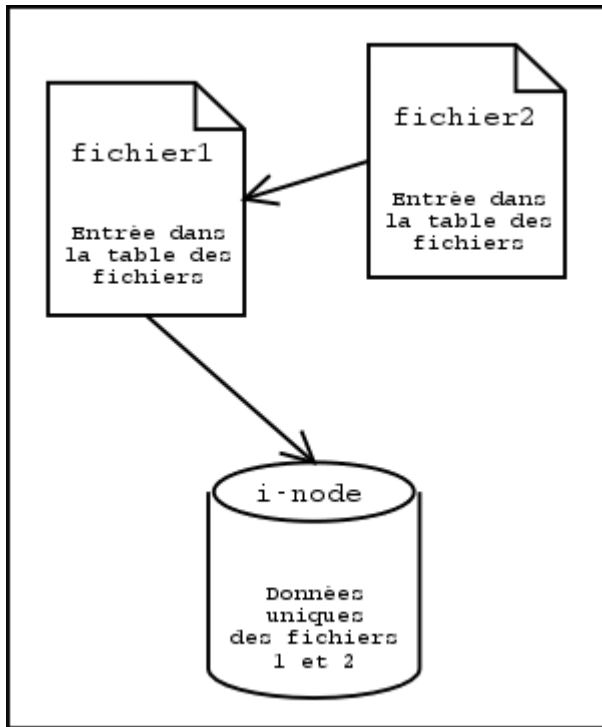 fichier1
Entrée dans
la table des
fichiers
fichier2
Entrée dans
la table des
fichiers
i-node
Données
uniques
des fichiers
1 et 2